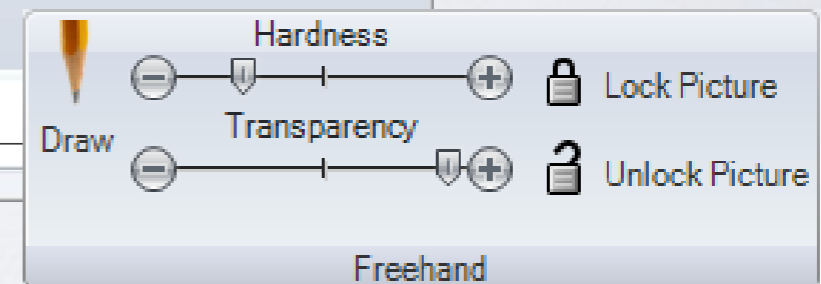 Hardness
Lock Picture
Draw
Transparency
Unlock Picture
Freehand